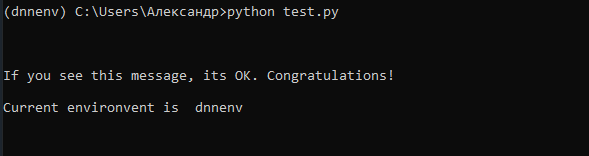 (dnnenv) C:\Users\Александр>python test.py
If you see this message, its OK. Congratulations!
Current environvent is  dnnenv